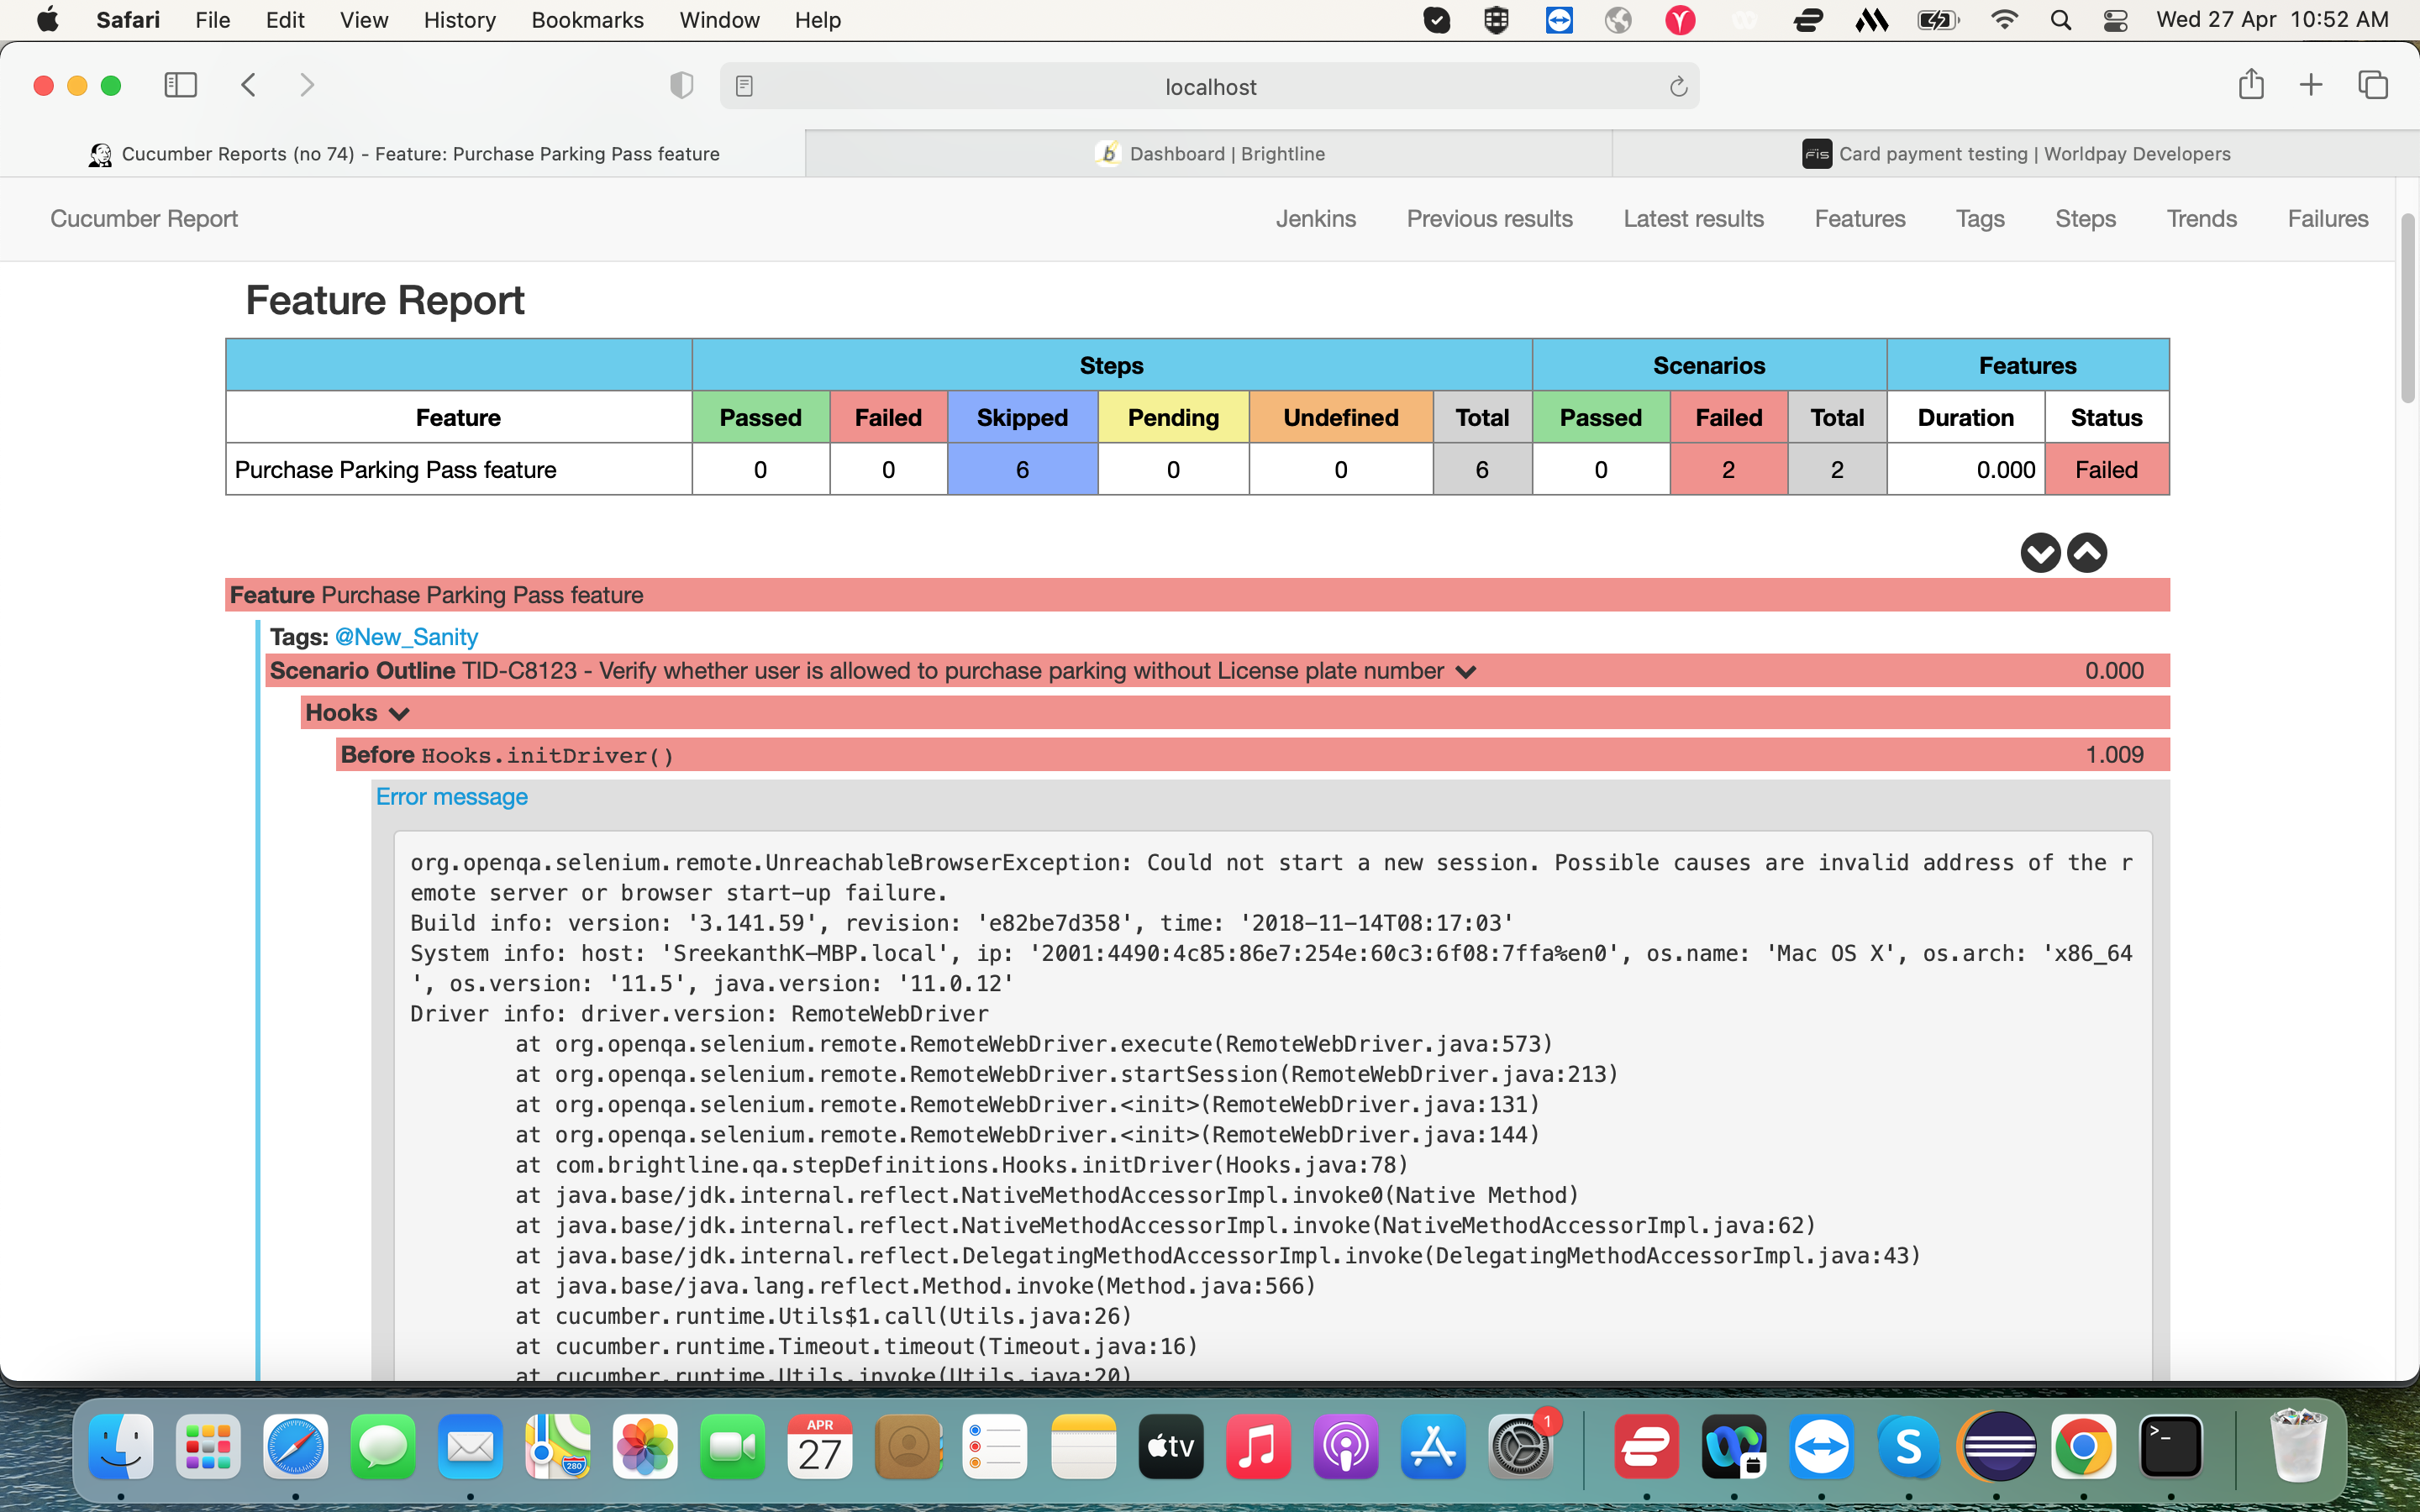 Safari File Edit View History Bookmarks Window Help Wed 27 Apr 10:52 AM
localhost
Cucumber Reports (no 74) - Feature: Purchase Parking Pass feature
Dashboard | Brightline
Card payment testing | Worldpay Developers
Cucumber Report Jenkins Previous results Latest results Features Tags Steps Trends Failures
Feature Report
Steps Scenarios Features
Feature Passed Failed Skipped Pending Undefined Total Passed Failed Total Duration Status
Purchase Parking Pass feature 0 0 6 0 0 6 0 2 2 0.000 Failed
Feature Purchase Parking Pass feature
Tags: @New_Sanity
Scenario Outline TID-C8123 - Verify whether user is allowed to purchase parking without License plate number 0.000
Hooks
Before Hooks.initDriver() 1.009
Error message
org.openqa.selenium.remote.UnreachableBrowserException: Could not start a new session. Possible causes are invalid address of the r
emote server or browser start-up failure.
Build info: version: '3.141.59', revision: 'e82be7d358', time: '2018-11-14T08:17:03'
System info: host: 'SreekanthK-MBP.local', ip: '2001:4490:4c85:86e7:254e:60c3:6f08:7ffa%en0', os.name: 'Mac OS X', os.arch: 'x86_64
', os.version: '11.5', java.version: '11.0.12'
Driver info: driver.version: RemoteWebDriver
at org.openqa.selenium.remote.RemoteWebDriver.execute(RemoteWebDriver.java:573)
at org.openqa.selenium.remote.RemoteWebDriver.startSession(RemoteWebDriver.java:213)
at org.openqa.selenium.remote.RemoteWebDriver.<init>(RemoteWebDriver.java:131)
at org.openqa.selenium.remote.RemoteWebDriver.<init>(RemoteWebDriver.java:144)
at com.brightline.qa.stepDefinitions.Hooks.initDriver(Hooks.java:78)
at java.base/jdk.internal.reflect.NativeMethodAccessorImpl.invoke0(Native Method)
at java.base/jdk.internal.reflect.NativeMethodAccessorImpl.invoke(NativeMethodAccessorImpl.java:62)
at java.base/jdk.internal.reflect.DelegatingMethodAccessorImpl.invoke(DelegatingMethodAccessorImpl.java:43)
at java.base/java.lang.reflect.Method.invoke(Method.java:566)
at cucumber.runtime.Utils$1.call(Utils.java:26)
at cucumber.runtime.Timeout.timeout(Timeout.java:16)
at cucumber.runtime.Utils.invoke(Utils.java:20)
APR
27
280
tv
1
S